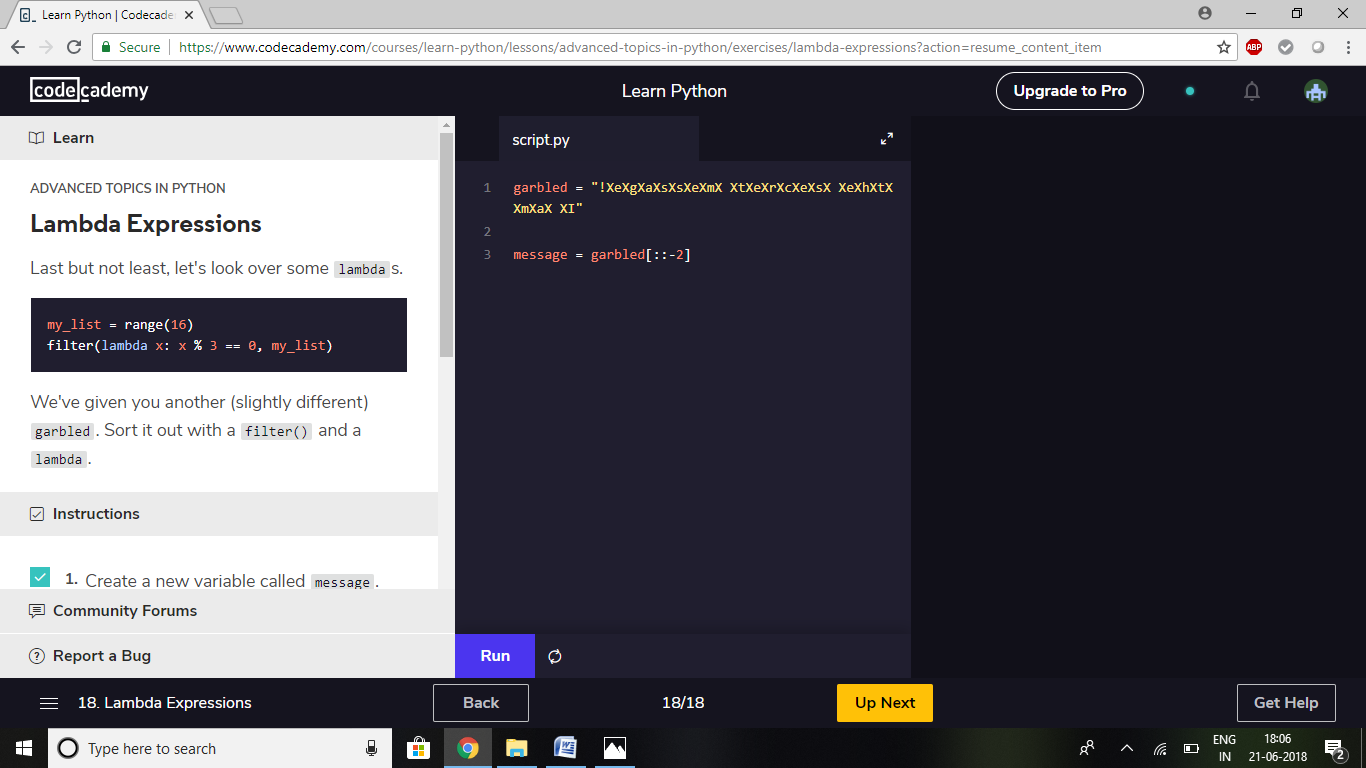 Learn Python | Codecade
Secure https://www.codecademy.com/courses/learn-python/lessons/advanced-topics-in-python/exercises/lambda-expressions?action=resume_content_item
ABP
codecademy
Learn Python
Upgrade to Pro
Learn
ADVANCED TOPICS IN PYTHON
Lambda Expressions
Last but not least, let's look over some lambda s.
my_list = range(16)
filter(lambda x: x % 3 == 0, my_list)
We've given you another (slightly different)
garbled . Sort it out with a filter() and a
lambda .
Instructions
1. Create a new variable called message .
Community Forums
Report a Bug
script.py
1 garbled = "!XeXgXaXsXsXeXmX XtXeXrXcXeXsX XeXhXtX
XmXaX XI"
2
3 message = garbled[::-2]
Run
18. Lambda Expressions
Back
18/18
Up Next
Get Help
Type here to search
ENG
IN
18:06
21-06-2018
2